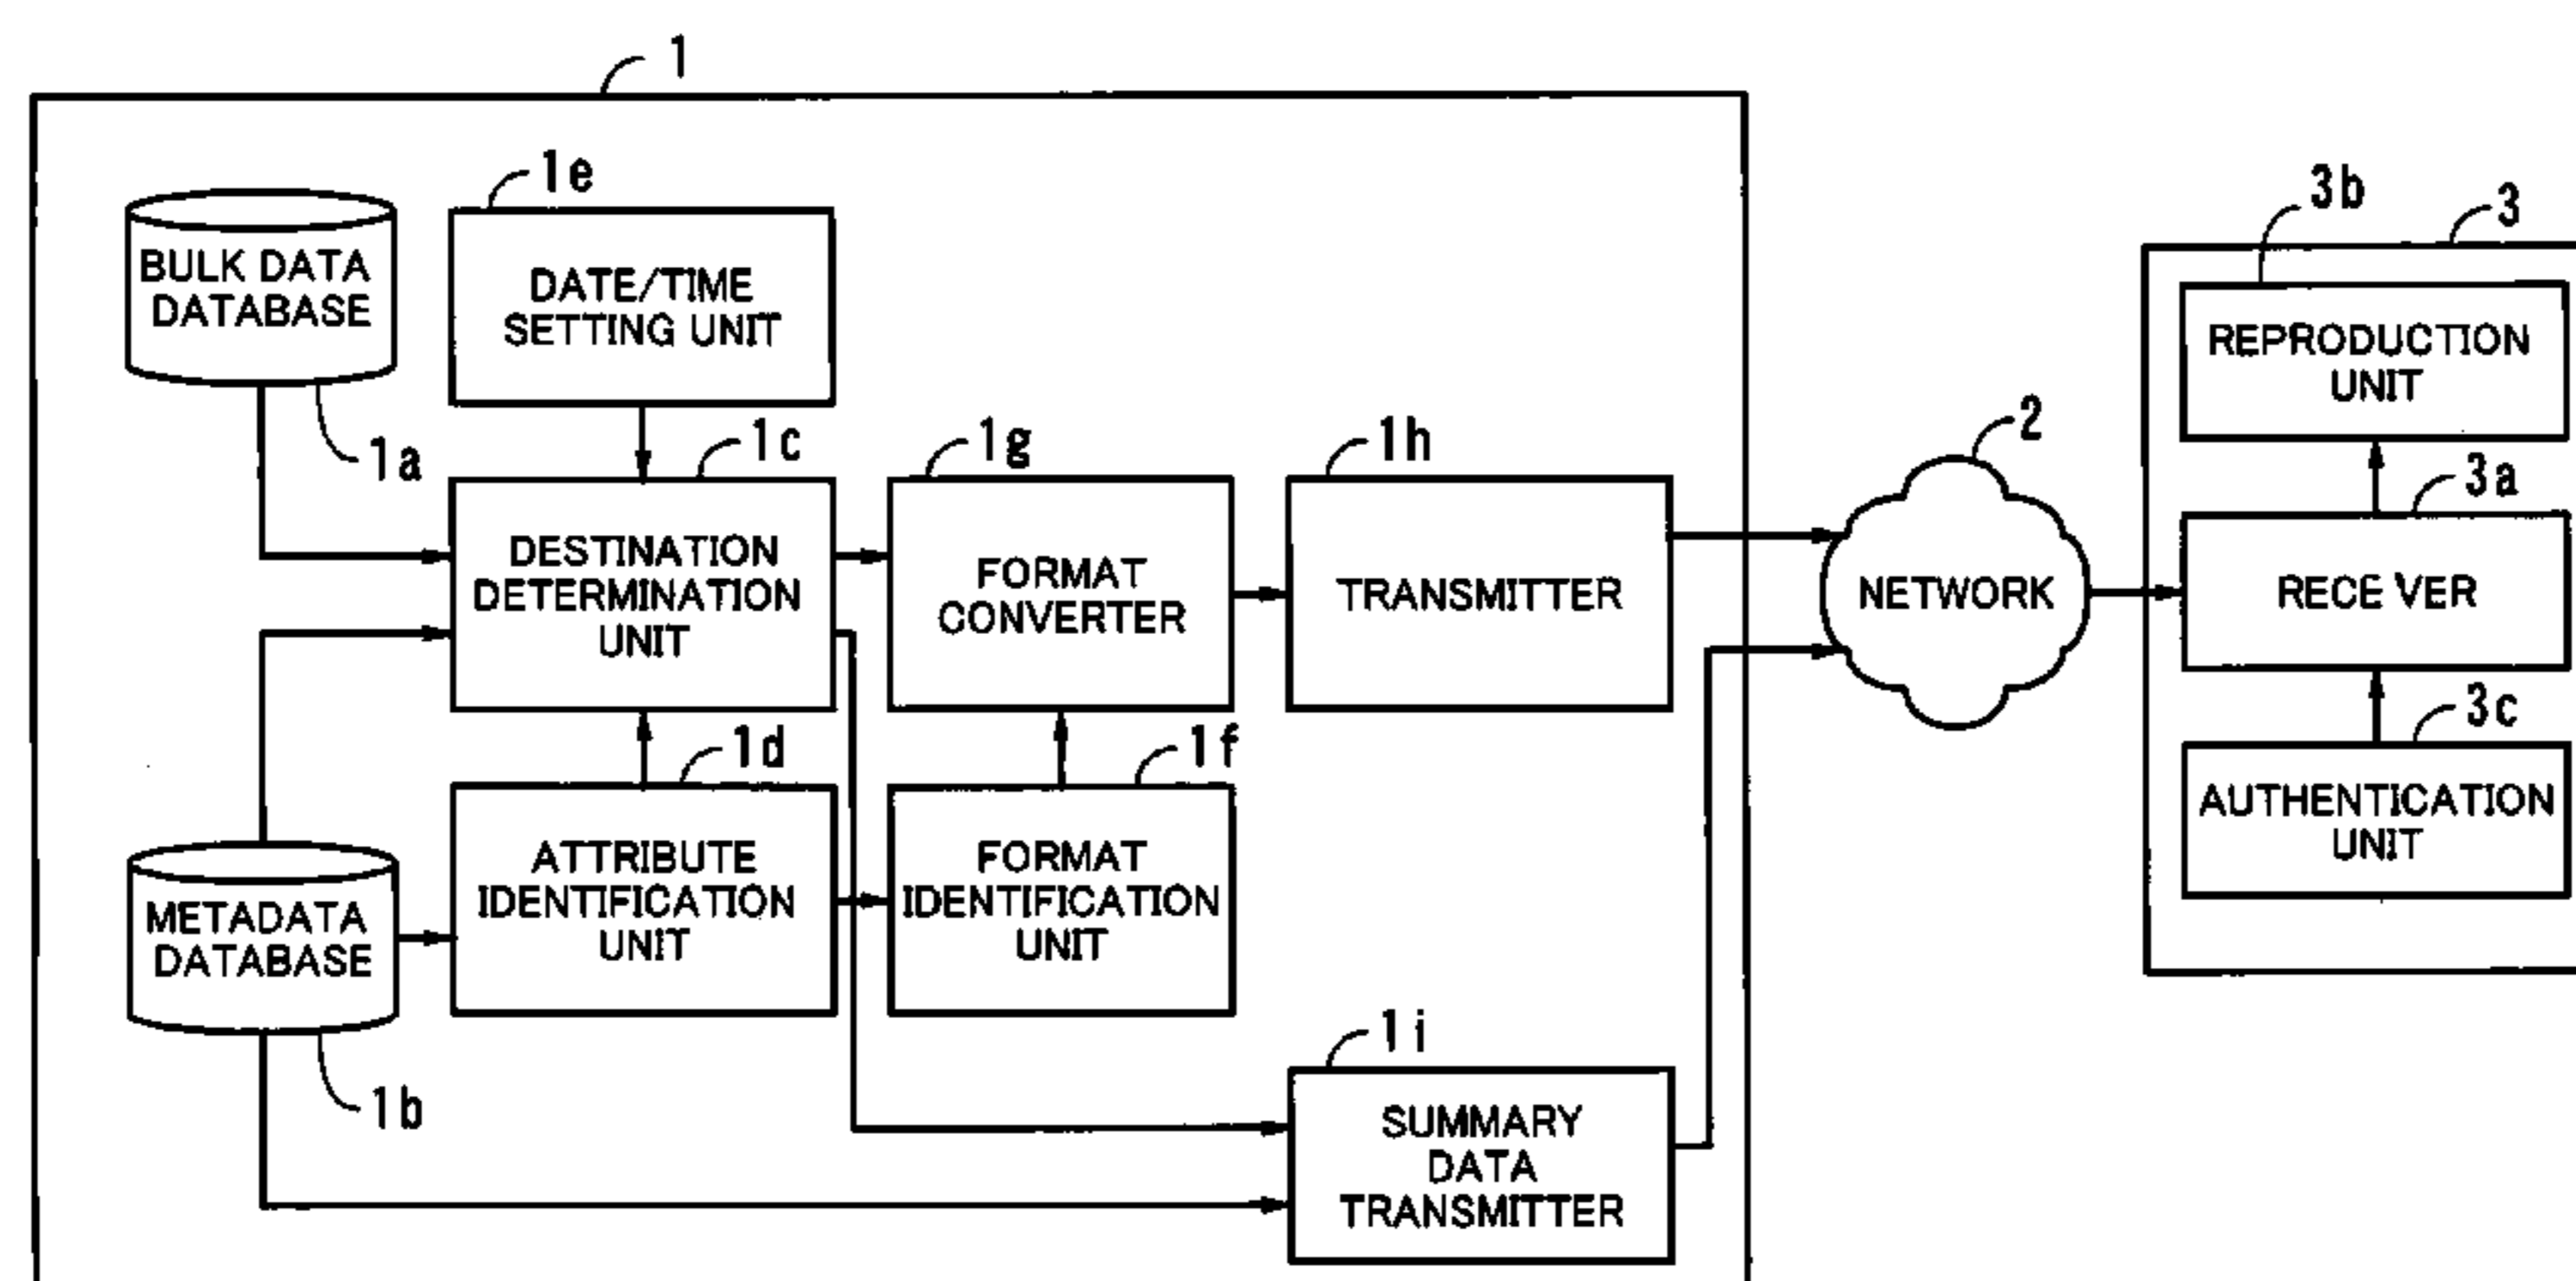 1
1e
3b
3
BULK DATA
DATABASE
DATE/TIME
SETTING UNIT
REPRODUCTION
UNIT
1a
1c
1g
1h
2
3a
DESTINATION
DETERMINATION
UNIT
FORMAT
CONVERTER
TRANSMITTER
NETWORK
RECE VER
1d
1f
3c
METADATA
DATABASE
ATTRIBUTE
IDENTIFICATION
UNIT
FORMAT
IDENTIFICATION
UNIT
AUTHENTICATION
UNIT
1b
1i
SUMMARY
DATA
TRANSMITTER